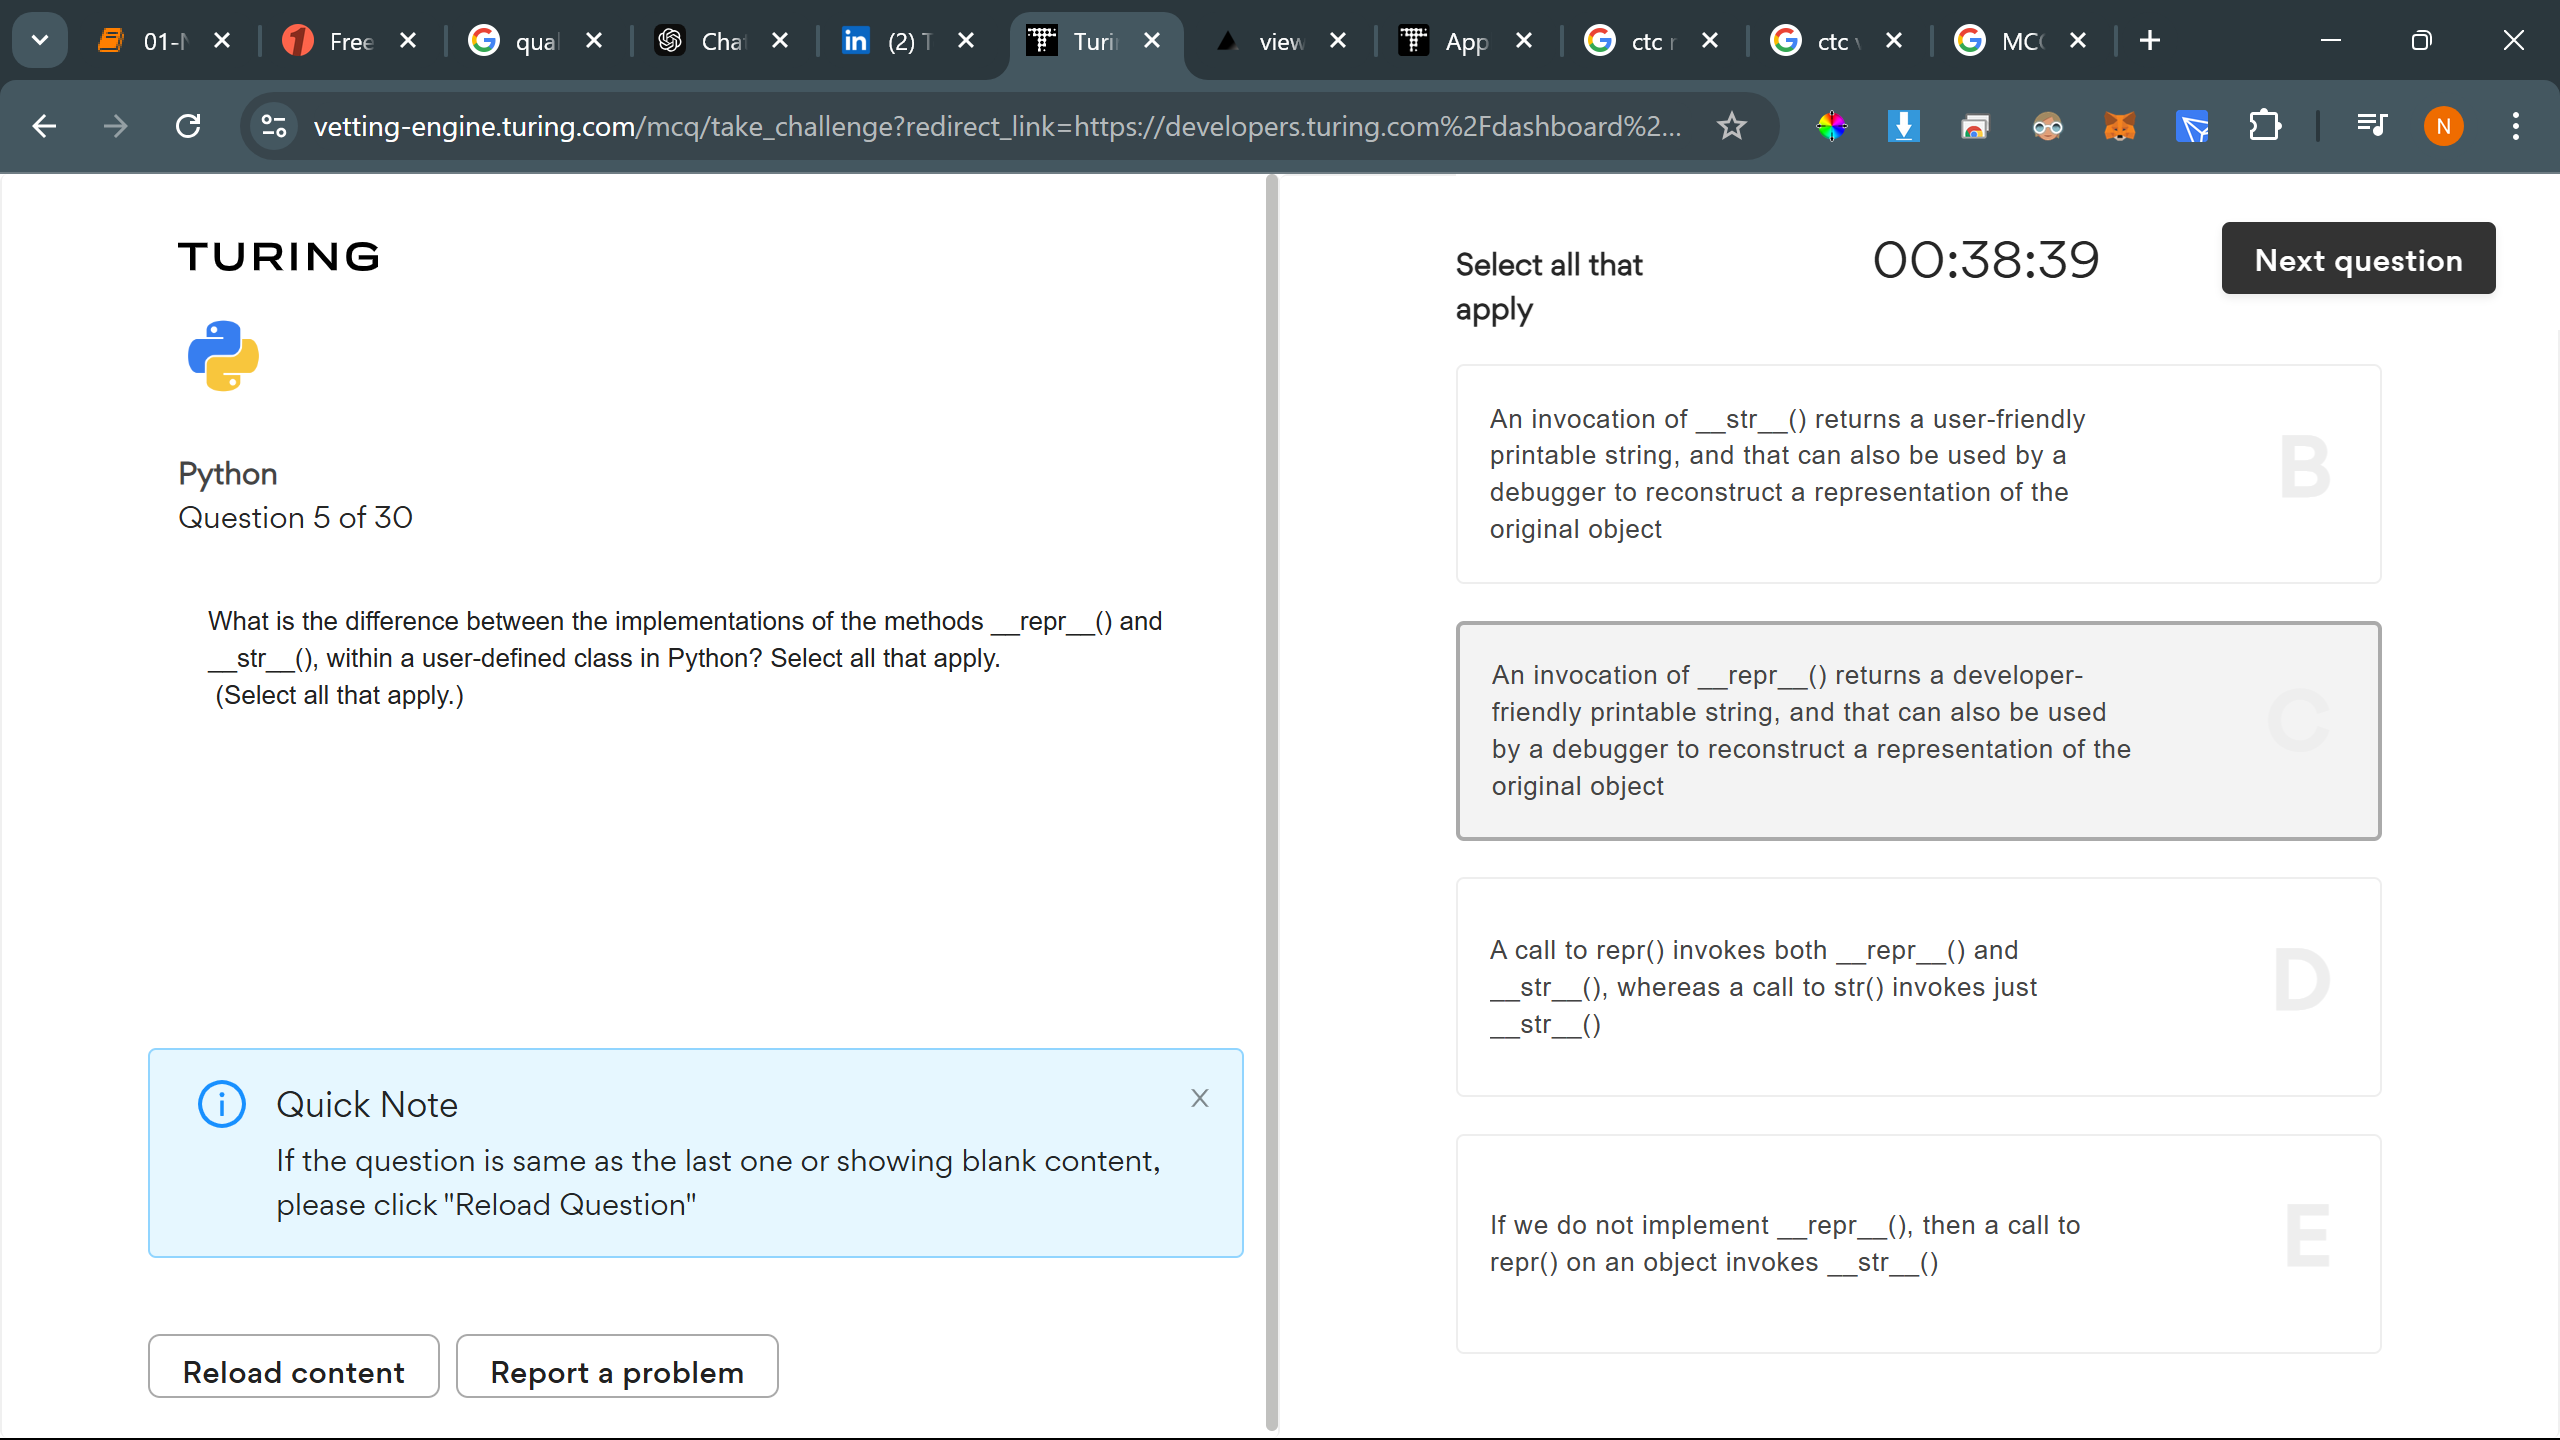 01-
Free
qual
Chat
(2) T
Turi
view
App
ctc r
ctc
MC
vetting-engine.turing.com/mcq/take_challenge?redirect_link=https://developers.turing.com%2Fdashboard%2...
N
TURING
Python
Question 5 of 30
What is the difference between the implementations of the methods __repr__() and
__str__(), within a user-defined class in Python? Select all that apply.
(Select all that apply.)
Quick Note
If the question is same as the last one or showing blank content,
please click "Reload Question"
Reload content
Report a problem
Select all that
apply
00:38:39
Next question
An invocation of __str__() returns a user-friendly
printable string, and that can also be used by a
debugger to reconstruct a representation of the
original object
B
An invocation of __repr__() returns a developer-
friendly printable string, and that can also be used
by a debugger to reconstruct a representation of the
original object
C
A call to repr() invokes both __repr__() and
__str__(), whereas a call to str() invokes just
__str__()
D
If we do not implement __repr__(), then a call to
repr() on an object invokes __str__()
E